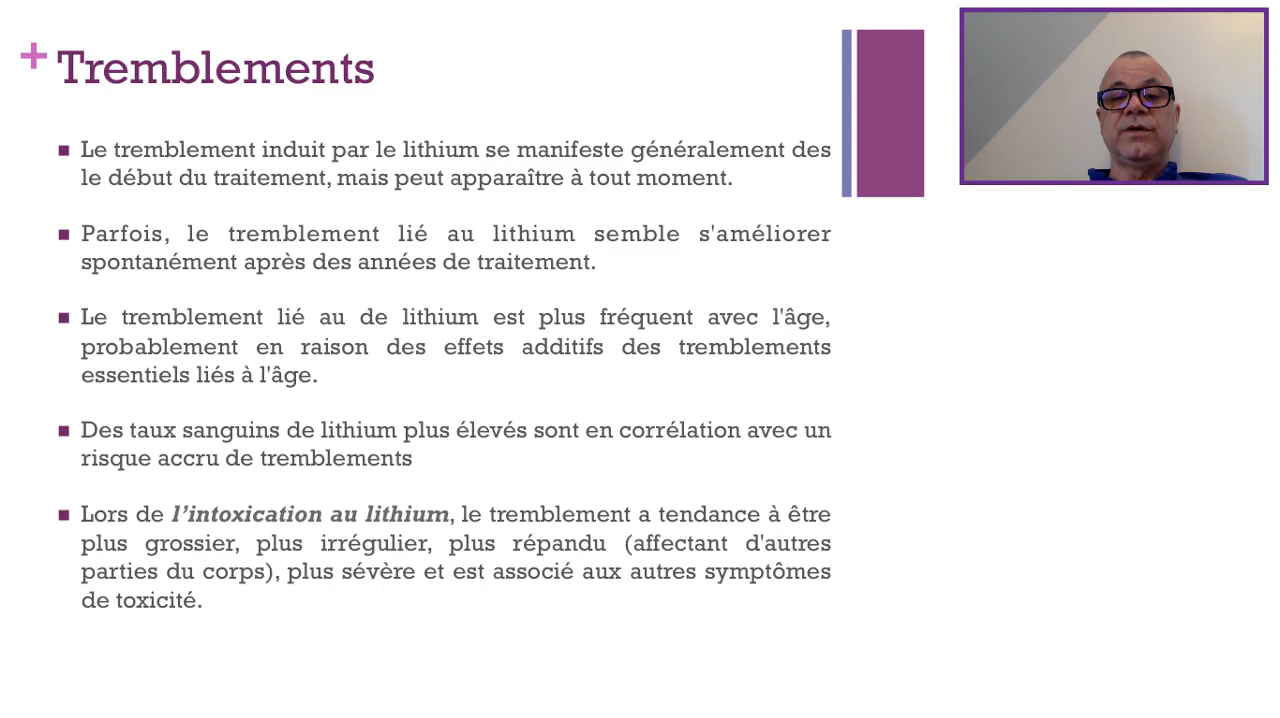 + Tremblements
Le tremblement induit par le lithium se manifeste généralement des
le début du traitement, mais peut apparaître à tout moment.
Parfois, le tremblement lié au lithium semble s'améliorer
spontanément après des années de traitement.
Le tremblement lié au de lithium est plus fréquent avec l'âge,
probablement en raison des effets additifs des tremblements
essentiels liés à l'âge.
Des taux sanguins de lithium plus élevés sont en corrélation avec un
risque accru de tremblements
Lors de l’intoxication au lithium, le tremblement a tendance à être
plus grossier, plus irrégulier, plus répandu (affectant d'autres
parties du corps), plus sévère et est associé aux autres symptômes
de toxicité.